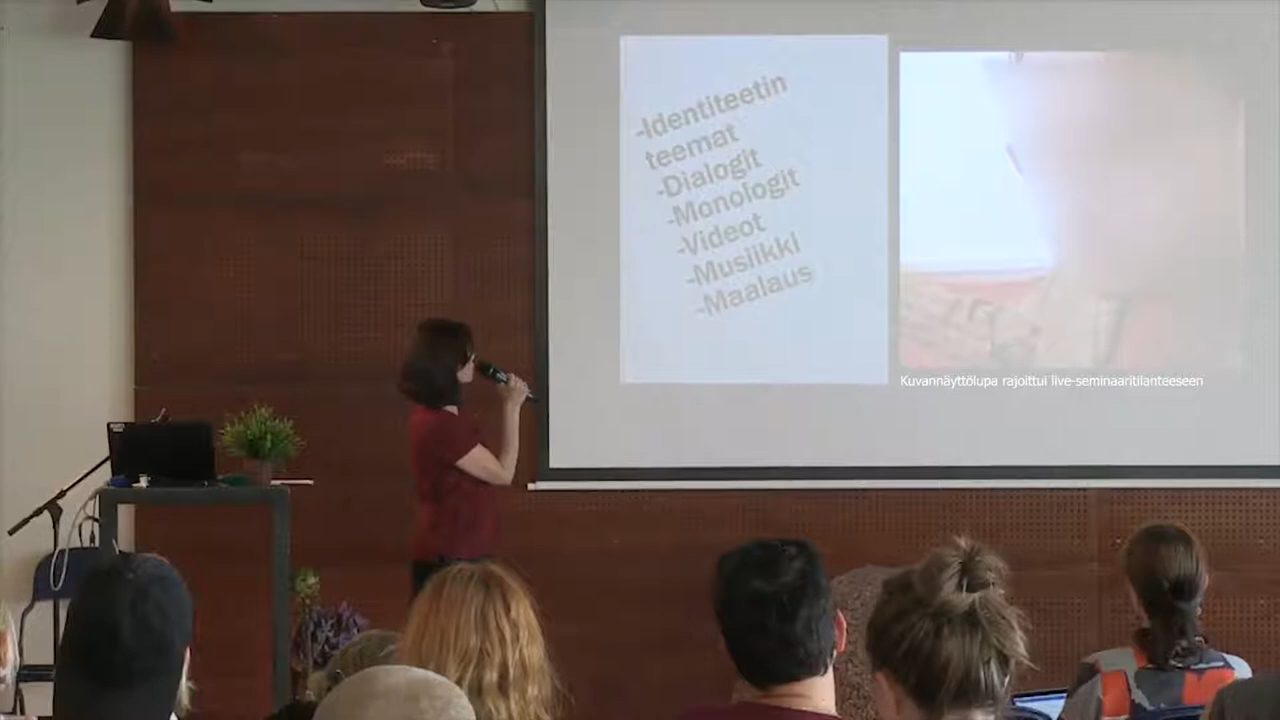 -Identiteetin
teemat
-Dialogit
-Monologit
-Videot
-Musiikki
-Maalaus
Kuvannäyttölupa rajoittui live-seminaaritilanteeseen